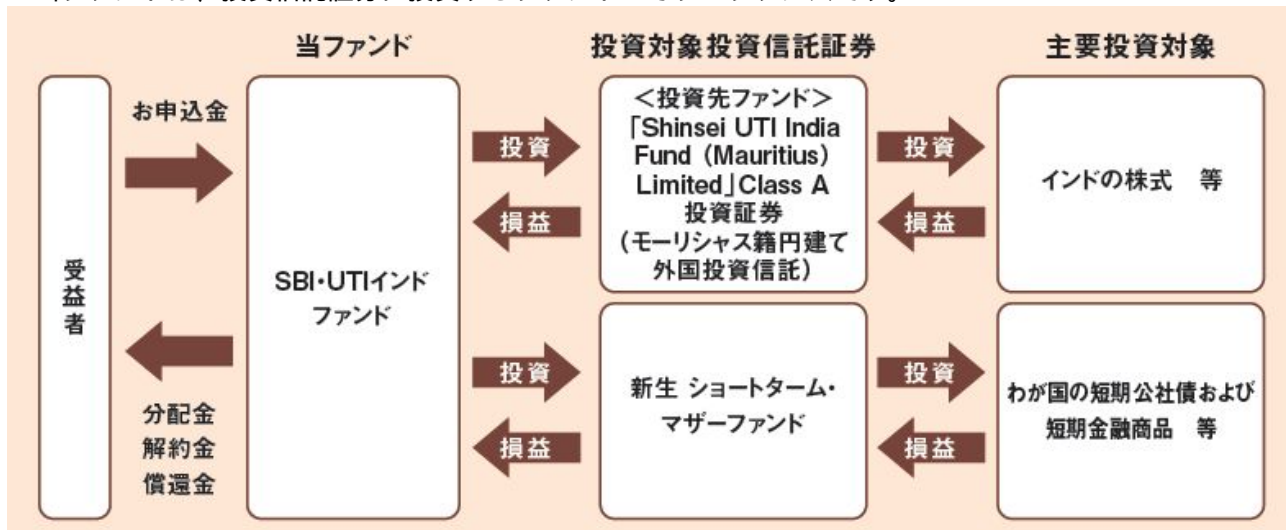 当ファンド
投資対象投資信託証券
主要投資対象
受益者
お申込金
分配金
解約金
償還金
SBI・UTIインド
ファンド
投資
損益
＜投資先ファンド＞
「Shinsei UTI India
Fund (Mauritius)
Limited」Class A
投資証券
（モーリシャス籍円建て
外国投資信託）
投資
損益
インドの株式　等
投資
損益
新生 ショートターム・
マザーファンド
投資
損益
わが国の短期公社債および
短期金融商品　等